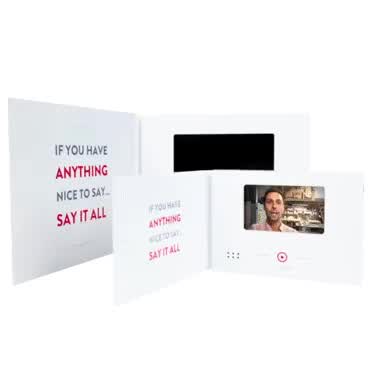 IF YOU HAVE
ANYTHING
NICE TO SAY...
SAY IT ALL
IF YOU HAVE
ANYTHING
NICE TO SAY...
SAY IT ALL